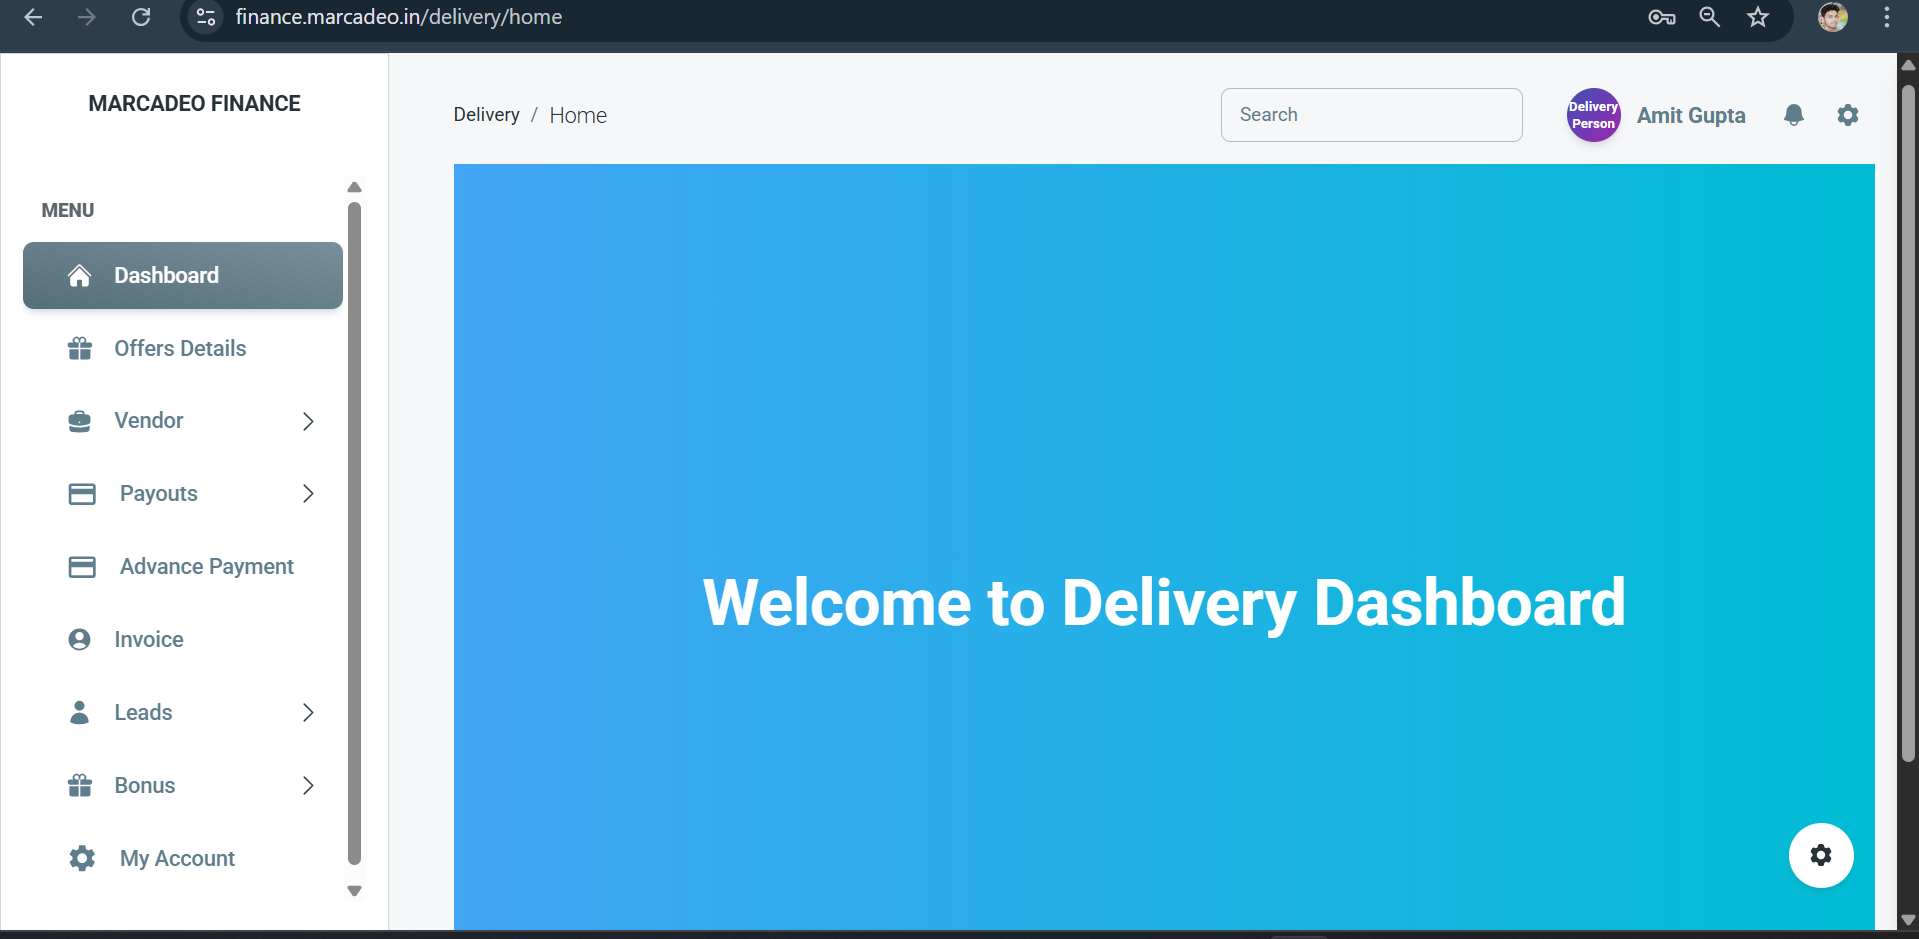 finance.marcadeo.in/delivery/home
MARCADEO FINANCE
MENU
Dashboard
Offers Details
Vendor
Payouts
Advance Payment
Invoice
Leads
Bonus
My Account
Delivery / Home
Search
Delivery
Person
Amit Gupta
Welcome to Delivery Dashboard